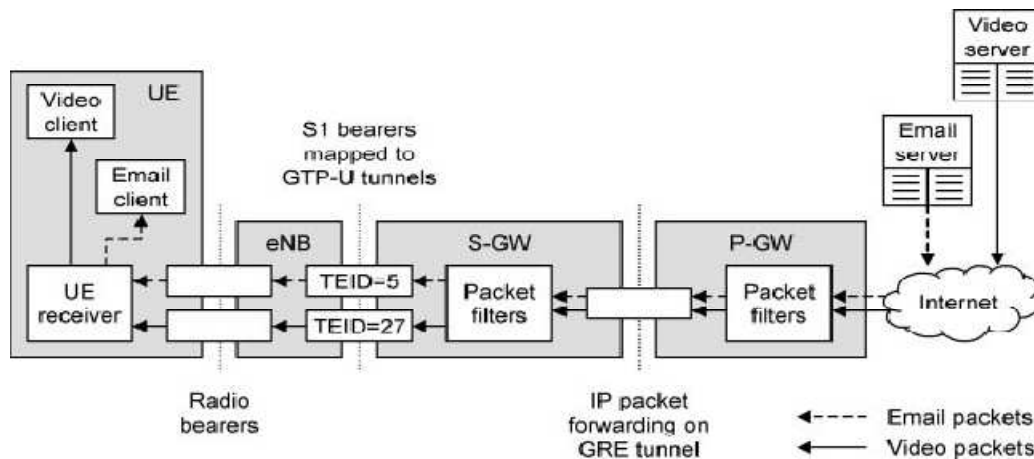 Video
server
UE
Video
client
S1 bearers
mapped to
GTP-U tunnels
Email
server
Email
client
eNB
S-GW
P-GW
UE
receiver
TEID=5
TEID=27
Packet
filters
Packet
filters
Internet
Radio
bearers
IP packet
forwarding on
GRE tunnel
Email packets
Video packets